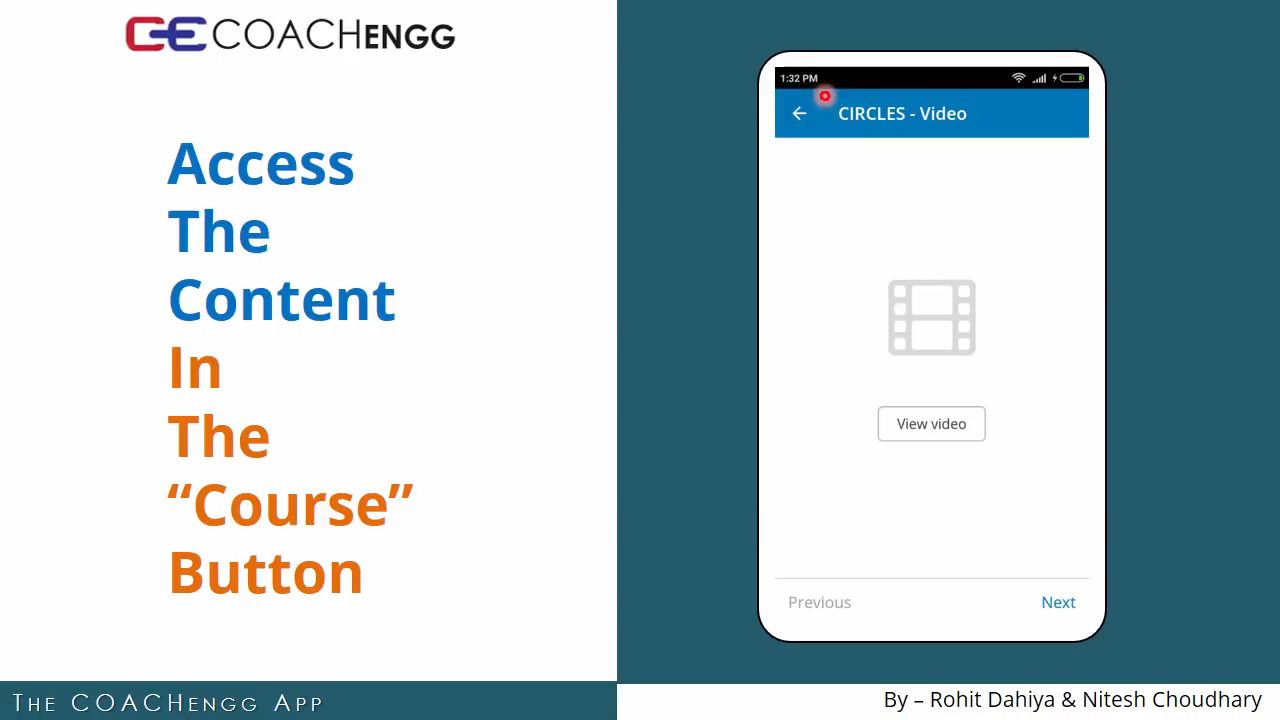 COACHENGG
Access
The
Content
In
The
“Course”
Button
1:32 PM
CIRCLES - Video
View video
Previous
Next
THE COACHENGG APP
By – Rohit Dahiya & Nitesh Choudhary